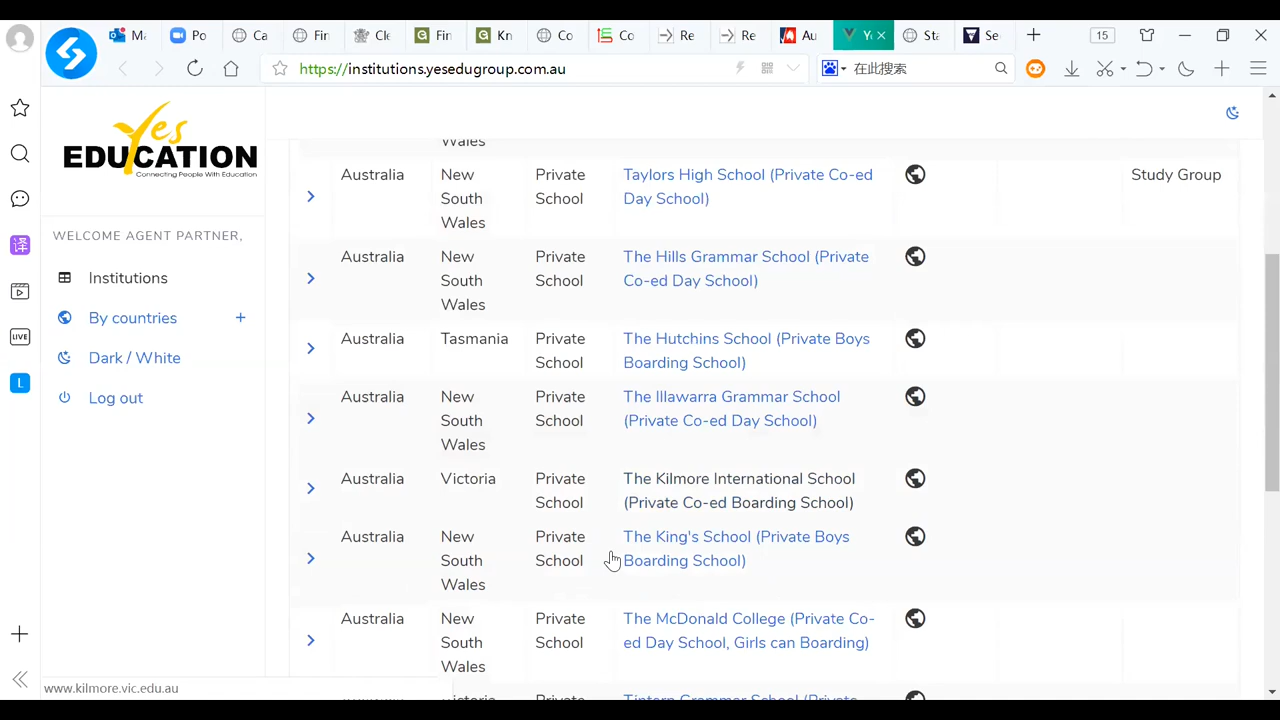 Ma
Po
Ca
Fin
Cle
Fin
Kn
Co
Co
Re
Re
Au
Sta
Se
15
https://institutions.yesedugroup.com.au
在此搜索
Yes
EDUCATION
Connecting People With Education
WELCOME AGENT PARTNER,
Institutions
By countries +
Dark / White
Log out
译
LIVE
L
Wales
Australia New South Wales Private School Taylors High School (Private Co-ed Day School) Study Group
Australia New South Wales Private School The Hills Grammar School (Private Co-ed Day School)
Australia Tasmania Private School The Hutchins School (Private Boys Boarding School)
Australia New South Wales Private School The Illawarra Grammar School (Private Co-ed Day School)
Australia Victoria Private School The Kilmore International School (Private Co-ed Boarding School)
Australia New South Wales Private School The King's School (Private Boys Boarding School)
Australia New South Wales Private School The McDonald College (Private Co-ed Day School, Girls can Boarding)
www.kilmore.vic.edu.au